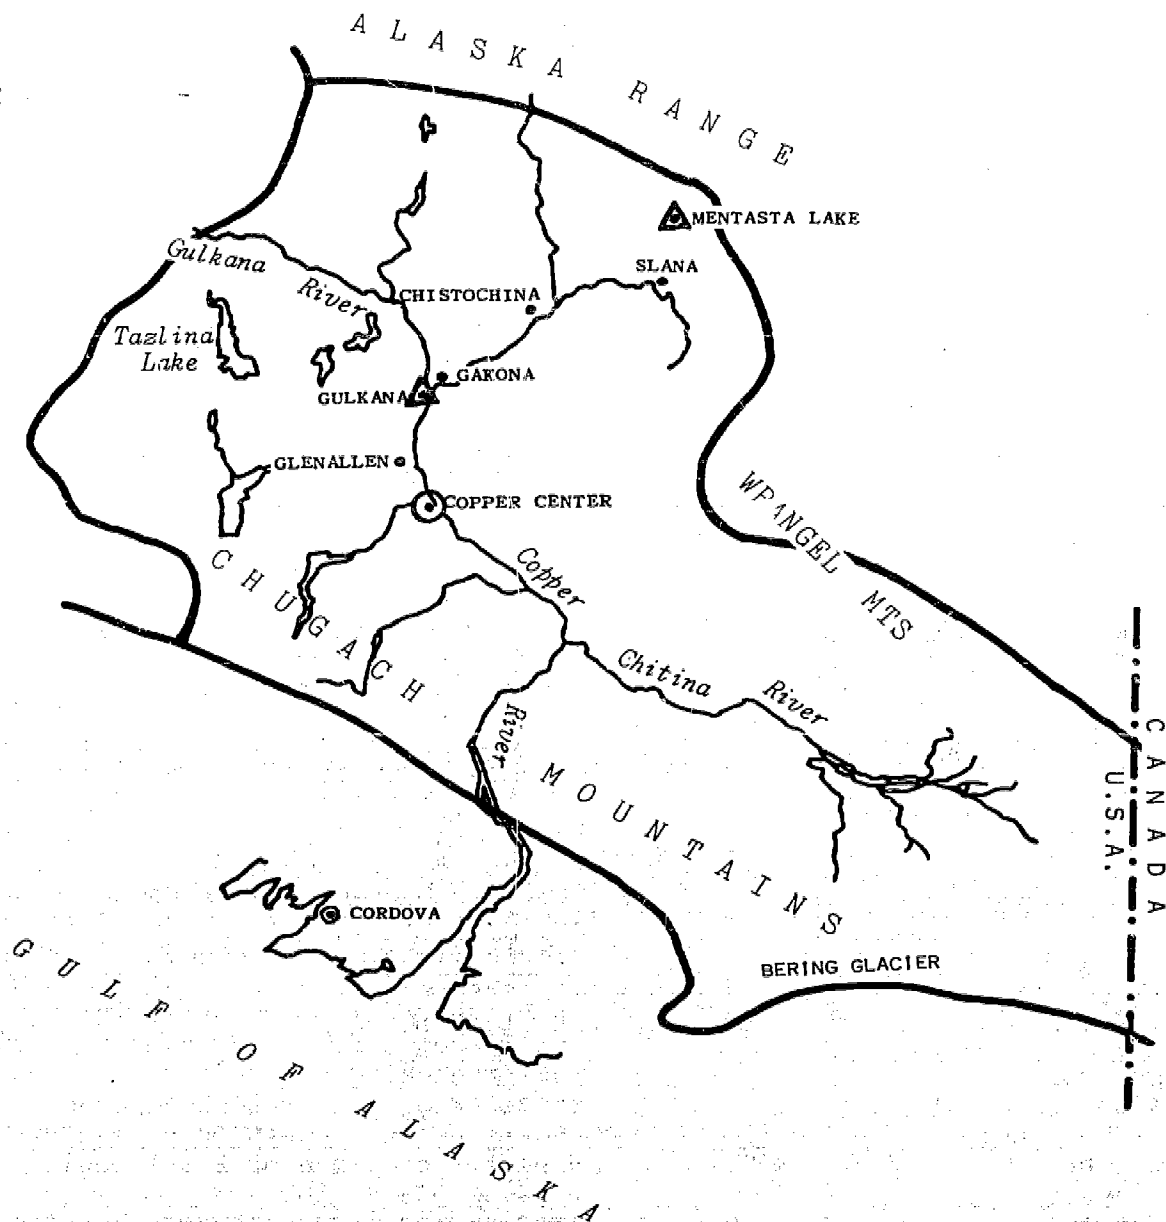 ALASKA RANGE
MENTASTA LAKE
Gulkana
River
SLANA
CHISTOCHINA
Tazlina
Lake
GAKONA
GULKANA
GLENALLEN
COPPER CENTER
WRANGEL MTS
Copper
River
CHUGACH
MOUNTAINS
Chitina River
CANADA
U.S.A.
CORDOVA
BERING GLACIER
GULF OF ALASKA